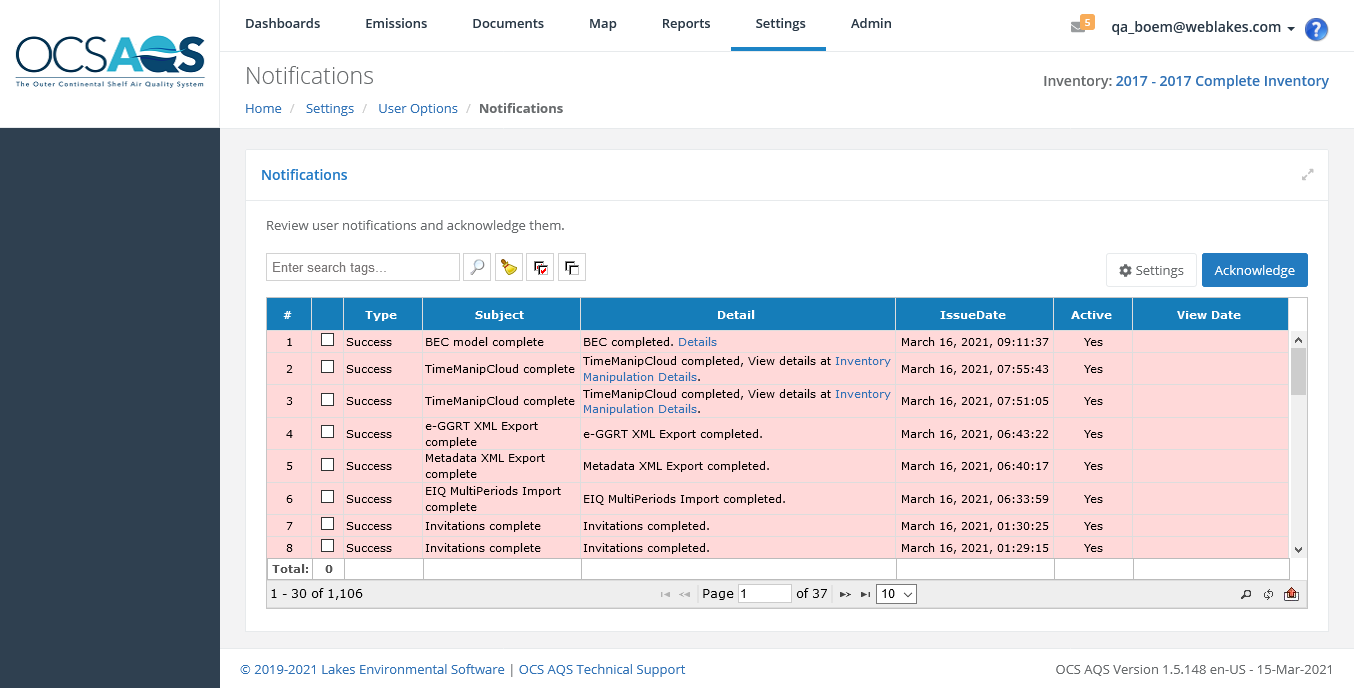 OCSAQS
The Outer Continental Shelf Air Quality System
Dashboards Emissions Documents Map Reports Settings Admin
5 qa_boem@weblakes.com ?
Notifications
Inventory: 2017 - 2017 Complete Inventory
Home / Settings / User Options / Notifications
Notifications
Review user notifications and acknowledge them.
Enter search tags...
Settings Acknowledge
# Type Subject Detail IssueDate Active View Date
1 Success BEC model complete BEC completed. Details March 16, 2021, 09:11:37 Yes
2 Success TimeManipCloud complete TimeManipCloud completed, View details at Inventory
Manipulation Details. March 16, 2021, 07:55:43 Yes
3 Success TimeManipCloud complete TimeManipCloud completed, View details at Inventory
Manipulation Details. March 16, 2021, 07:51:05 Yes
4 Success e-GGRT XML Export
complete e-GGRT XML Export completed. March 16, 2021, 06:43:22 Yes
5 Success Metadata XML Export
complete Metadata XML Export completed. March 16, 2021, 06:40:17 Yes
6 Success EIQ MultiPeriods Import
complete EIQ MultiPeriods Import completed. March 16, 2021, 06:33:59 Yes
7 Success Invitations complete Invitations completed. March 16, 2021, 01:30:25 Yes
8 Success Invitations complete Invitations completed. March 16, 2021, 01:29:15 Yes
Total: 0
1 - 30 of 1,106 Page 1 of 37 10
© 2019-2021 Lakes Environmental Software | OCS AQS Technical Support
OCS AQS Version 1.5.148 en-US - 15-Mar-2021